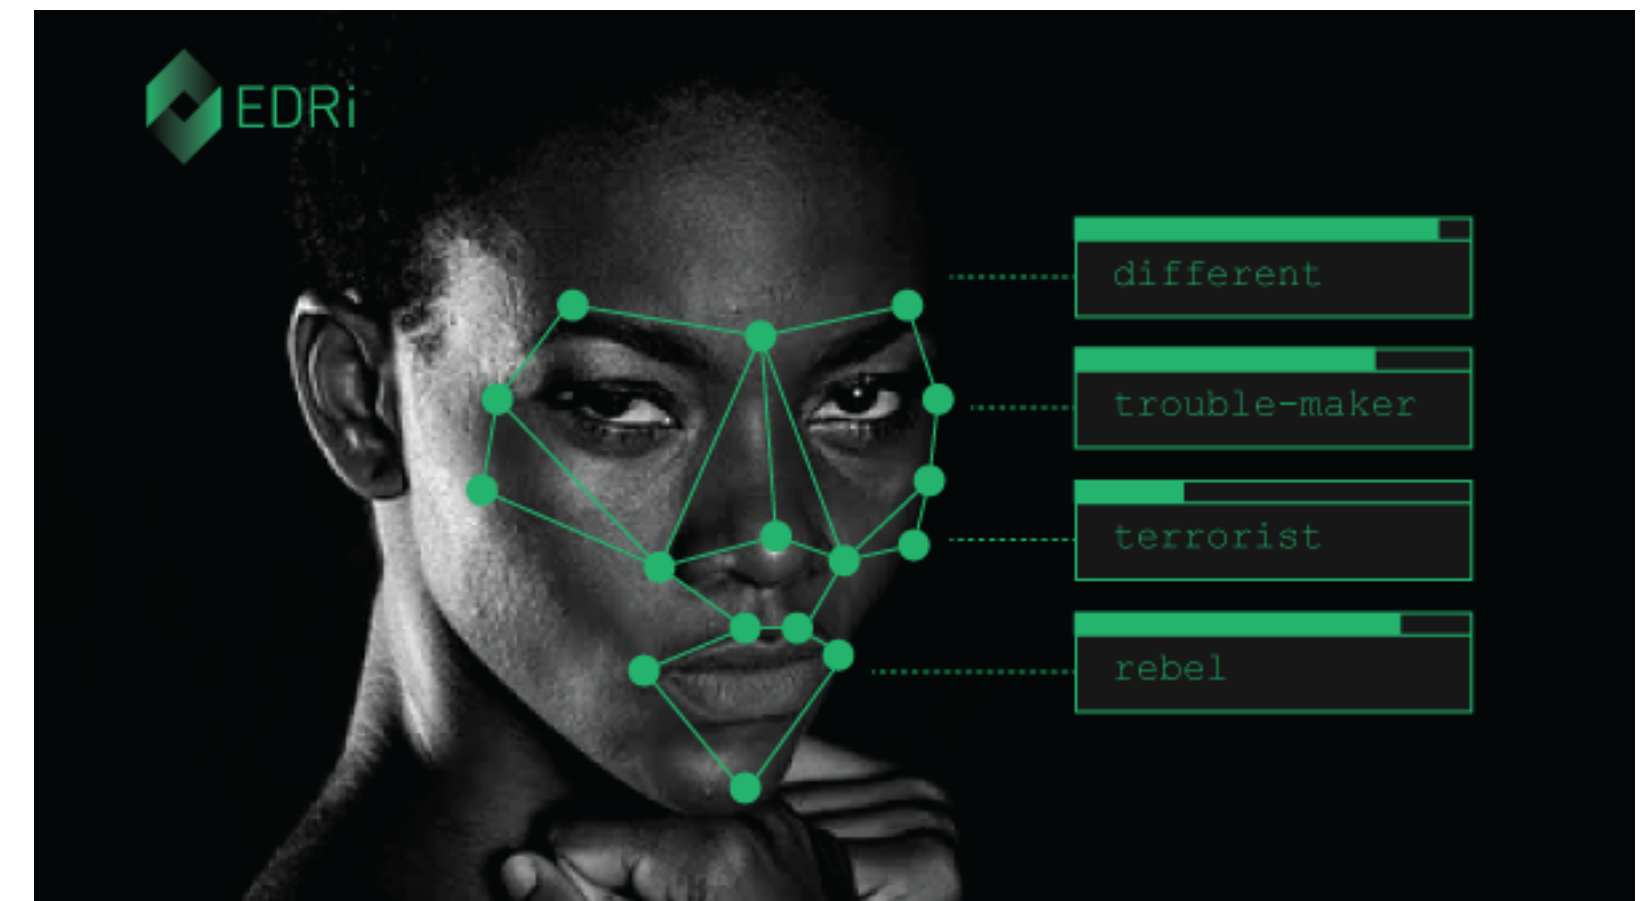 EDRi
different
trouble-maker
terrorist
rebel